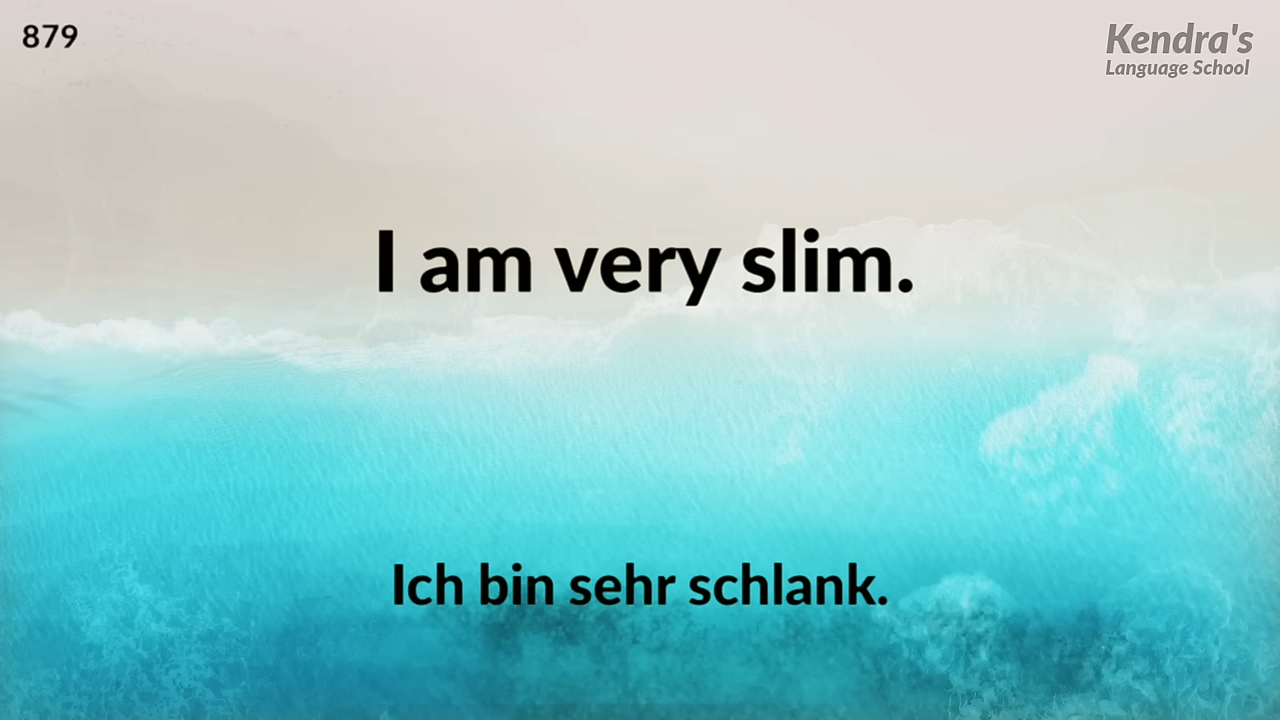 879
Kendra's
Language School
I am very slim.
Ich bin sehr schlank.